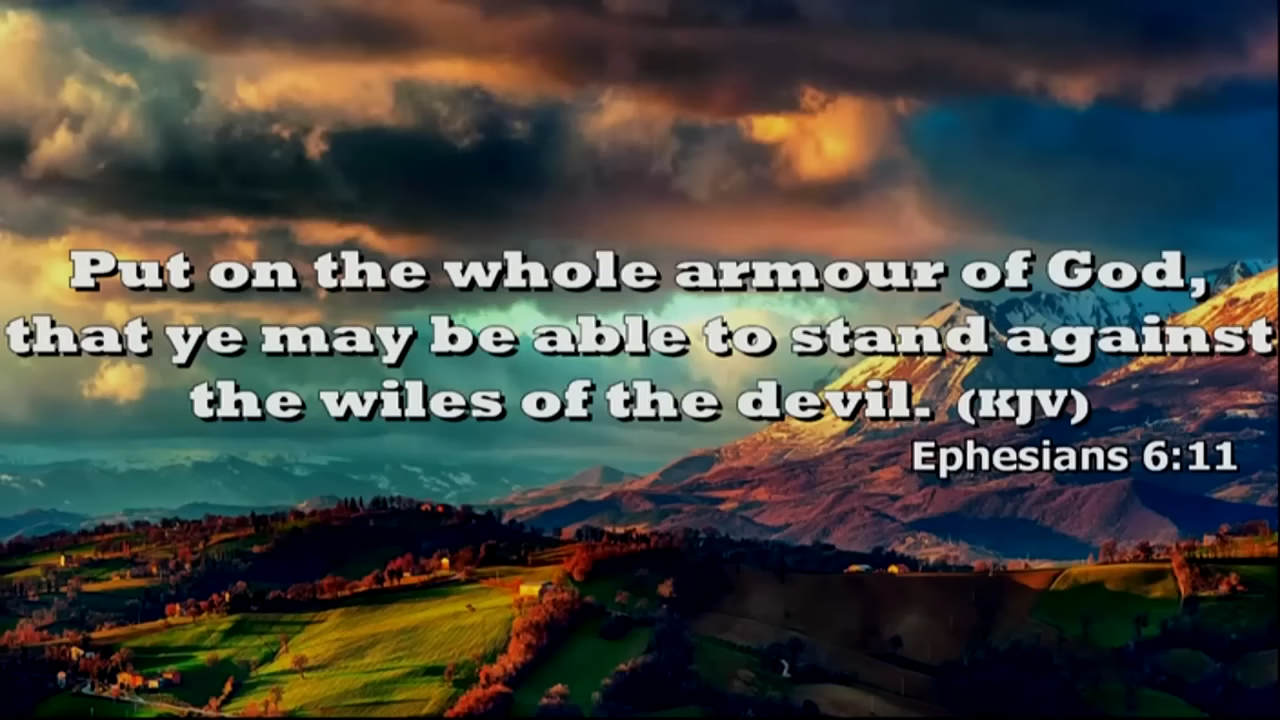 Put on the whole armour of God,
that ye may be able to stand against
the wiles of the devil. (KJV)
Ephesians 6:11